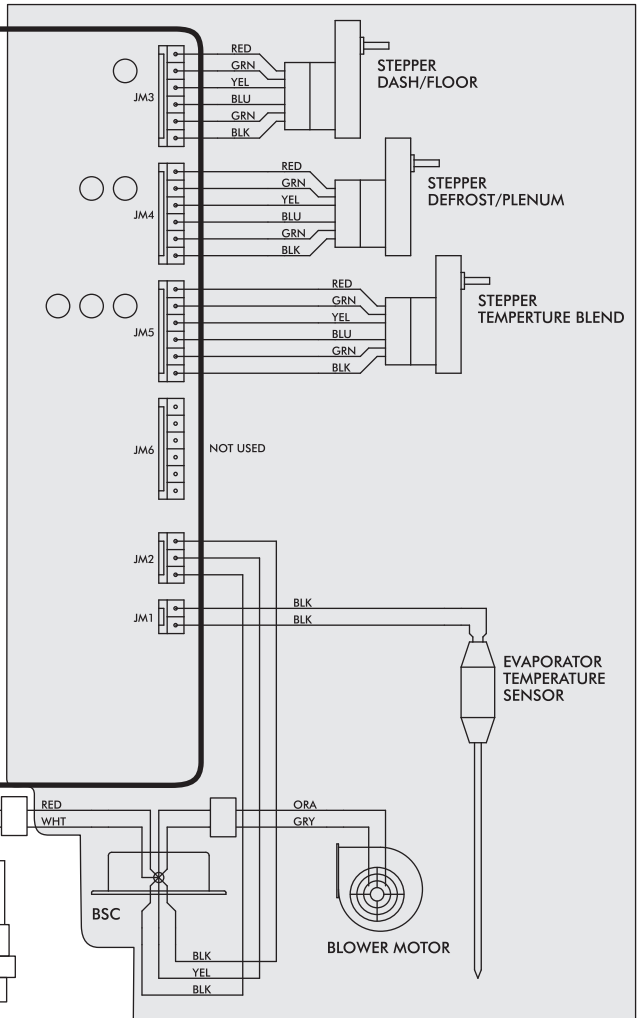 RED
GRN
YEL
BLU
GRN
BLK
JM3
STEPPER
DASH/FLOOR
RED
GRN
YEL
BLU
GRN
BLK
JM4
STEPPER
DEFROST/PLENUM
RED
GRN
YEL
BLU
GRN
BLK
JM5
STEPPER
TEMPERTURE BLEND
JM6
NOT USED
JM2
JM1
BLK
BLK
EVAPORATOR
TEMPERATURE
SENSOR
RED
WHT
ORA
GRY
BSC
BLOWER MOTOR
BLK
YEL
BLK